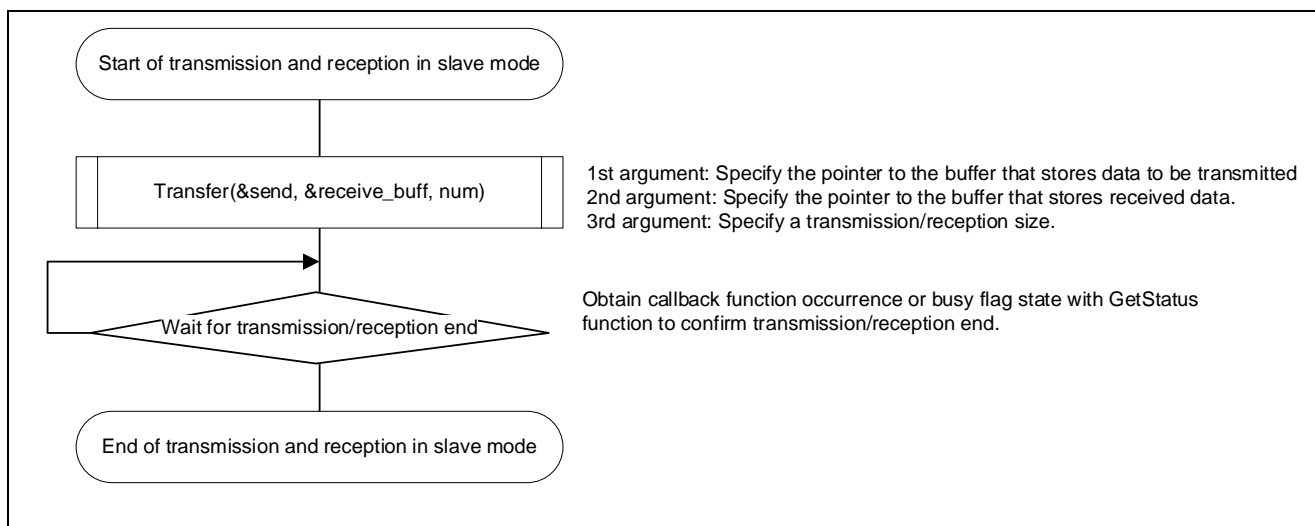 Start of transmission and reception in slave mode
Transfer(&send, &receive_buff, num)
1st argument: Specify the pointer to the buffer that stores data to be transmitted
2nd argument: Specify the pointer to the buffer that stores received data.
3rd argument: Specify a transmission/reception size.
Wait for transmission/reception end
Obtain callback function occurrence or busy flag state with GetStatus
function to confirm transmission/reception end.
End of transmission and reception in slave mode